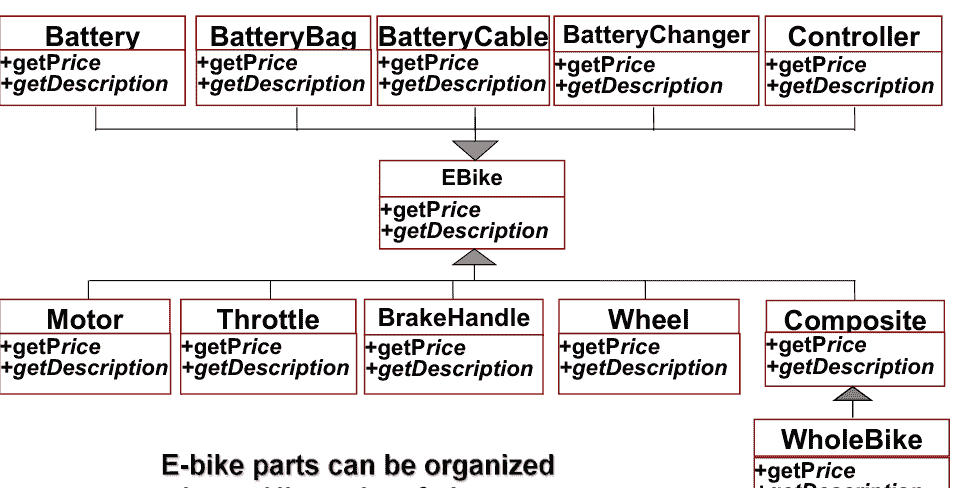 Battery
+getPrice
+getDescription
BatteryBag
+getPrice
+getDescription
BatteryCable
+getPrice
+getDescription
BatteryChanger
+getPrice
+getDescription
Controller
+getPrice
+getDescription
EBike
+getPrice
+getDescription
Motor
+getPrice
+getDescription
Throttle
+getPrice
+getDescription
BrakeHandle
+getPrice
+getDescription
Wheel
+getPrice
+getDescription
Composite
+getPrice
+getDescription
WholeBike
+getPrice
+getDescription
E-bike parts can be organized